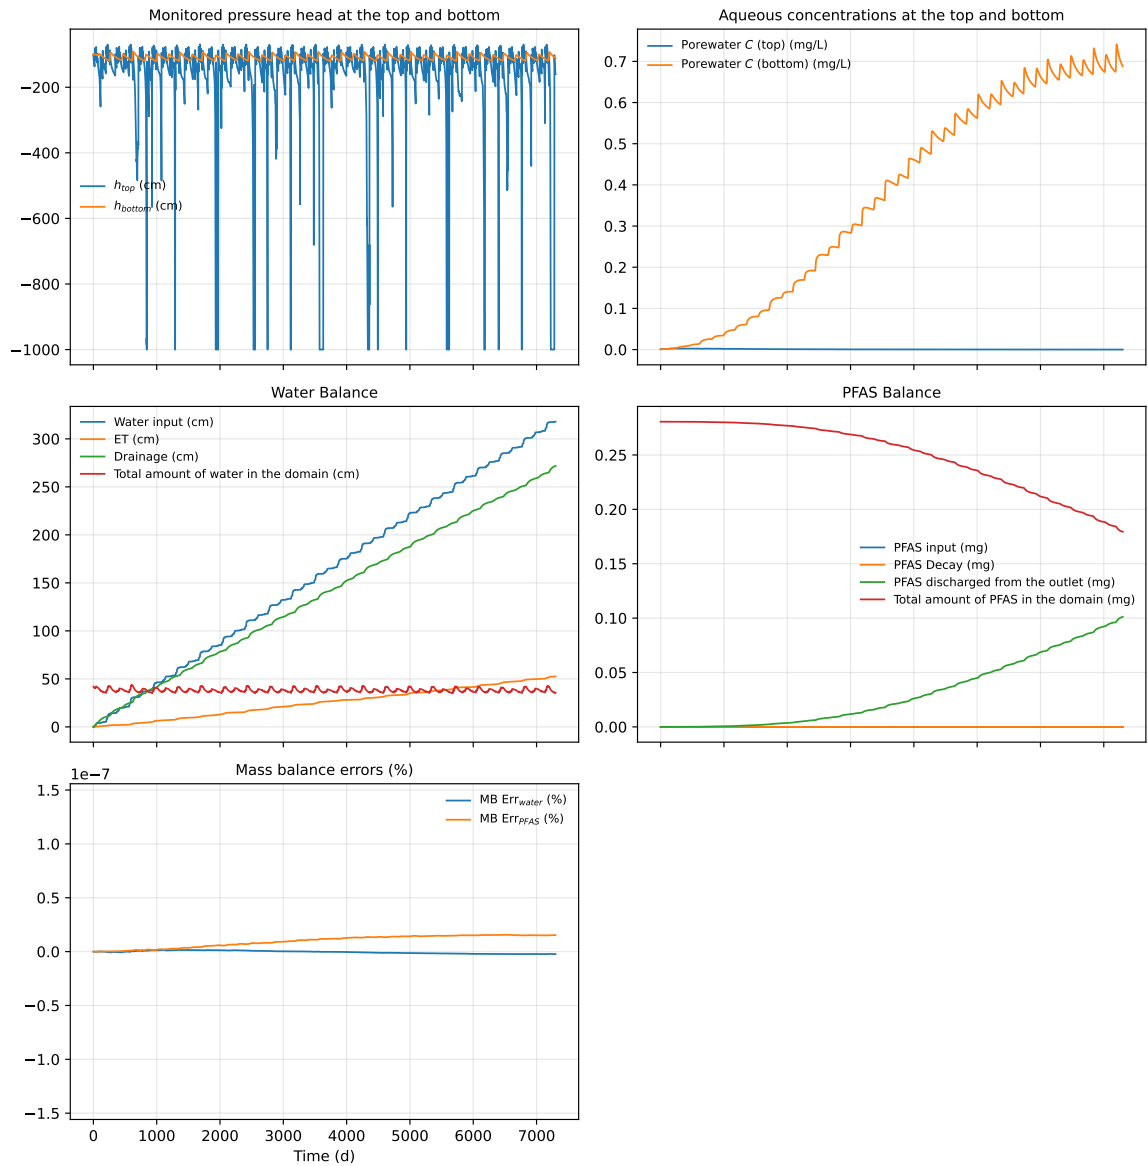 Monitored pressure head at the top and bottom
−200
−400
−600
−800
−1000
h_top (cm)
h_bottom (cm)
Aqueous concentrations at the top and bottom
0.7
0.6
0.5
0.4
0.3
0.2
0.1
0.0
Porewater C (top) (mg/L)
Porewater C (bottom) (mg/L)
Water Balance
300
250
200
150
100
50
0
Water input (cm)
ET (cm)
Drainage (cm)
Total amount of water in the domain (cm)
PFAS Balance
0.25
0.20
0.15
0.10
0.05
0.00
PFAS input (mg)
PFAS Decay (mg)
PFAS discharged from the outlet (mg)
Total amount of PFAS in the domain (mg)
Mass balance errors (%)
1e−7
1.5
1.0
0.5
0.0
−0.5
−1.0
−1.5
MB Err_water (%)
MB Err_PFAS (%)
0 1000 2000 3000 4000 5000 6000 7000
Time (d)